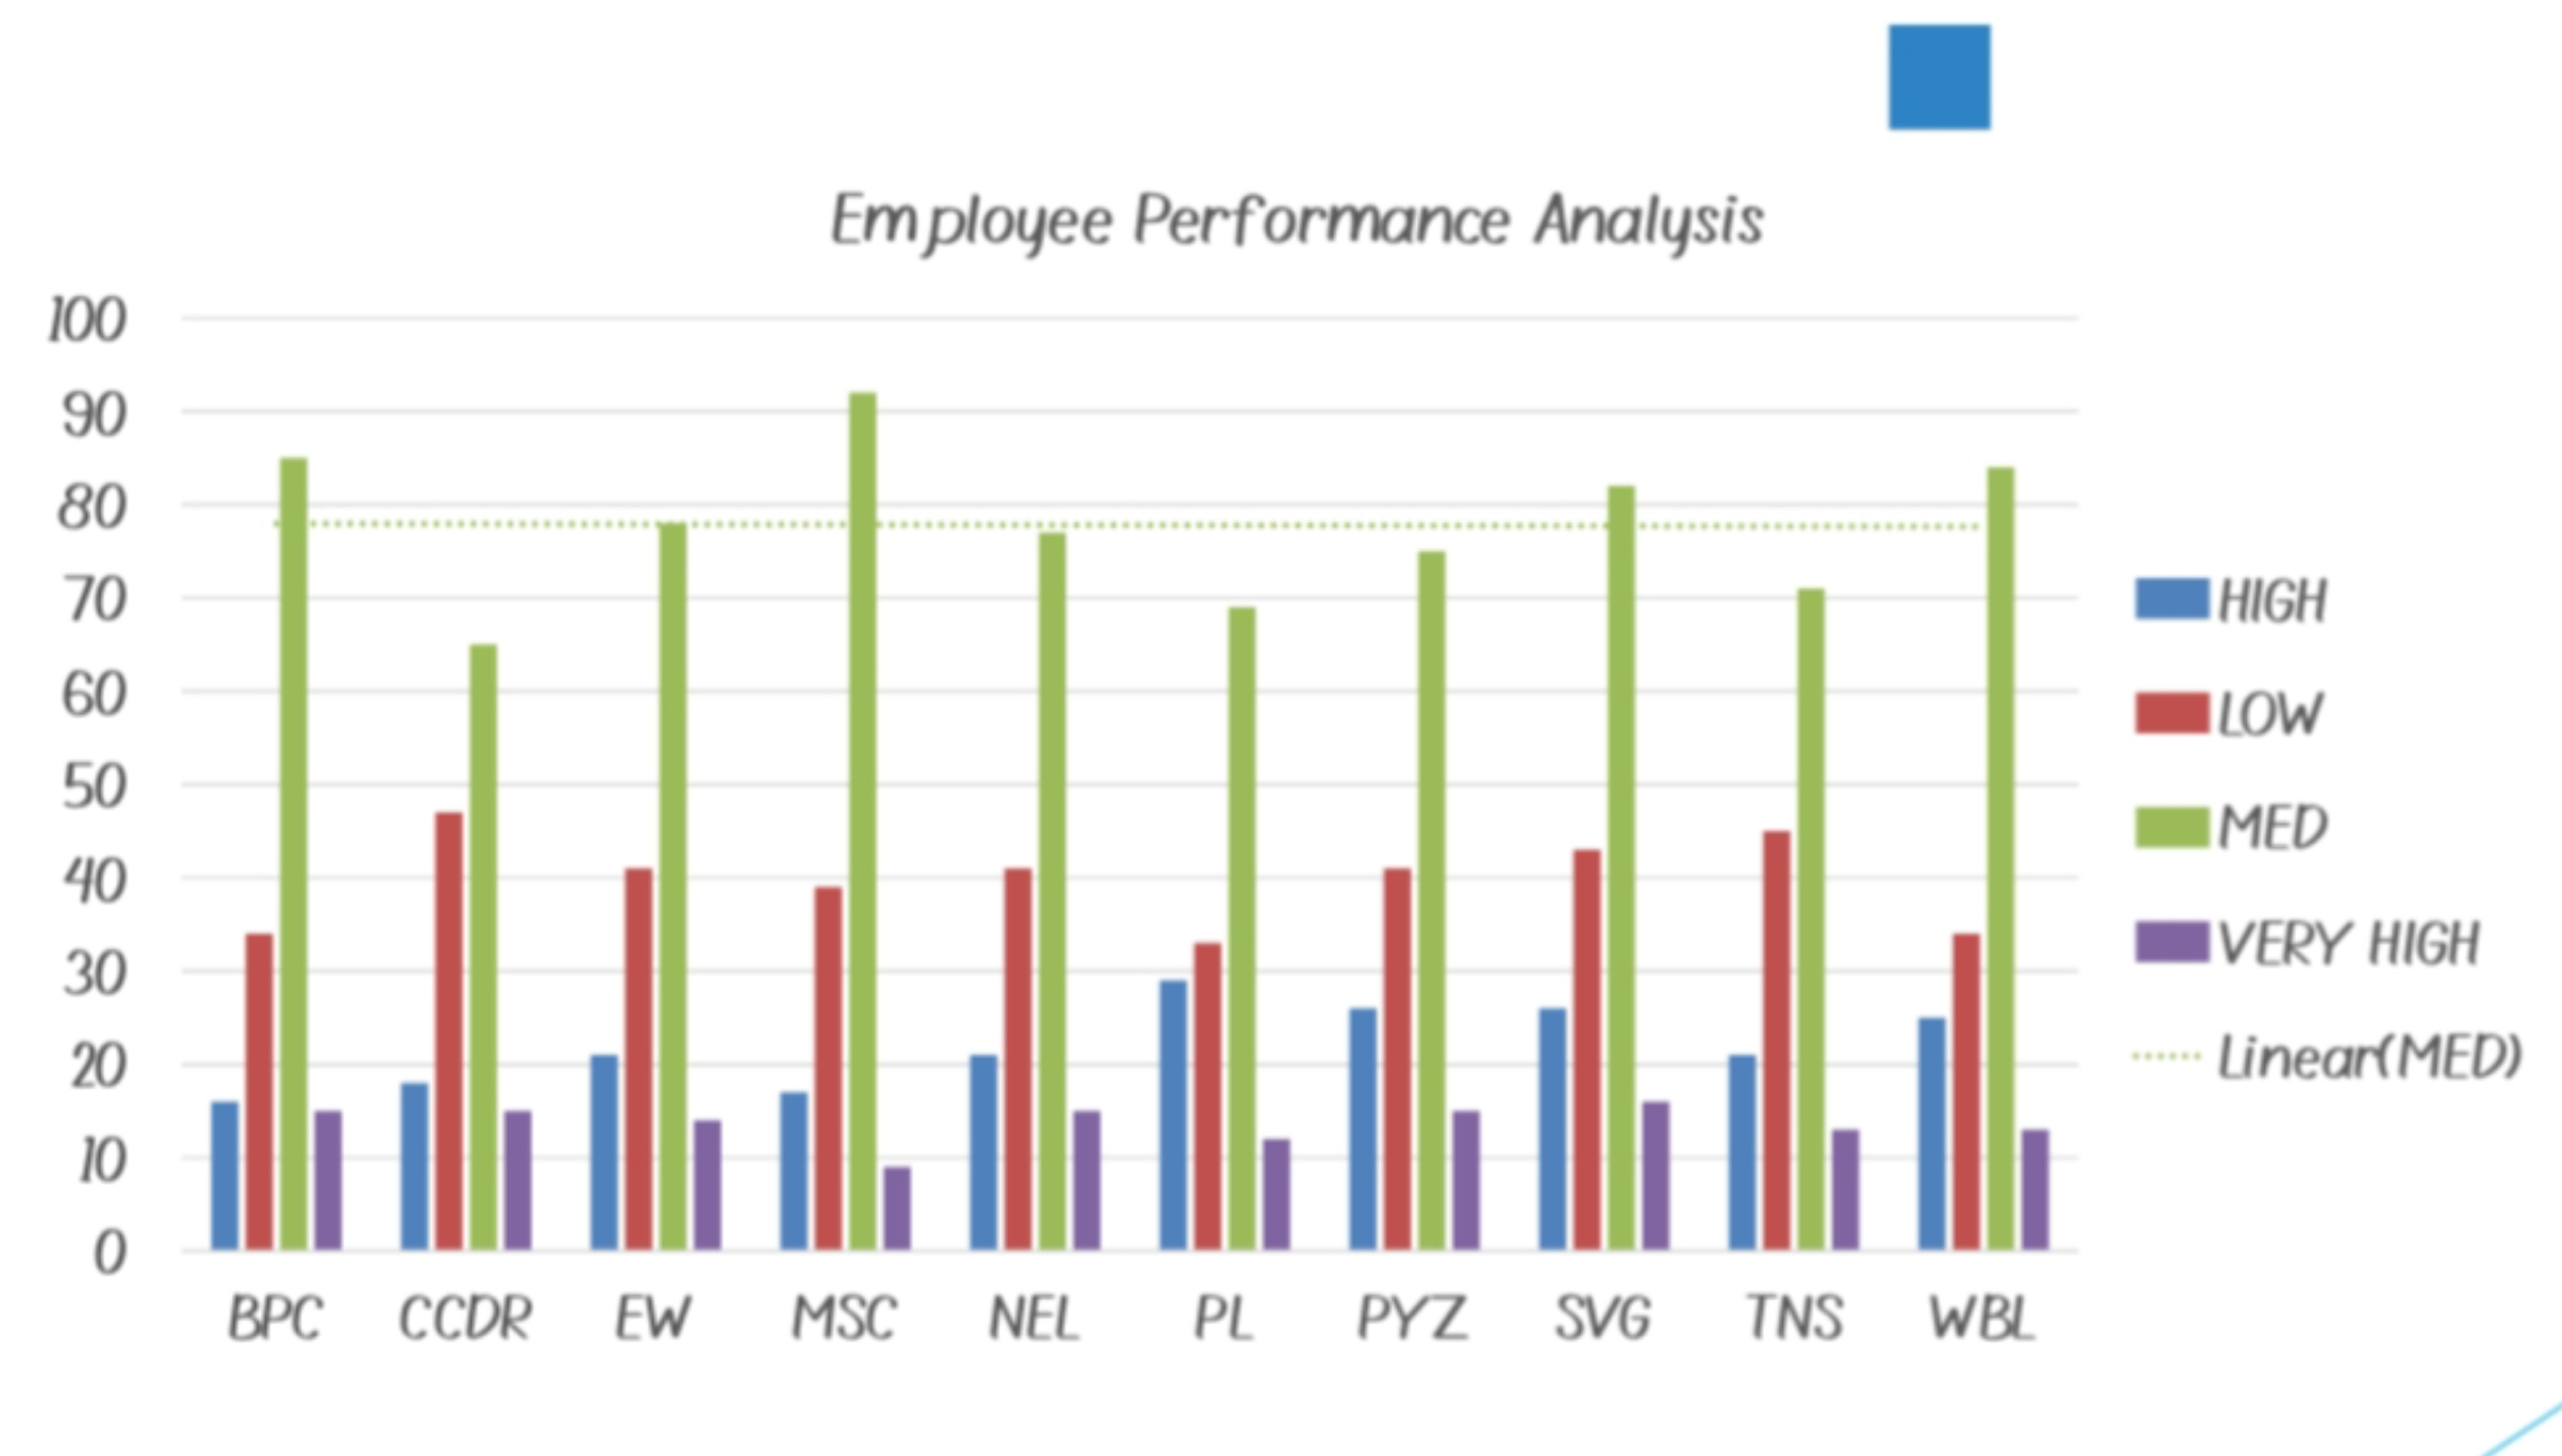 Employee Performance Analysis
100
90
80
70
60
50
40
30
20
10
0
BPC CCDR EW MSC NEL PL PYZ SVG TNS WBL
HIGH
LOW
MED
VERY HIGH
Linear(MED)